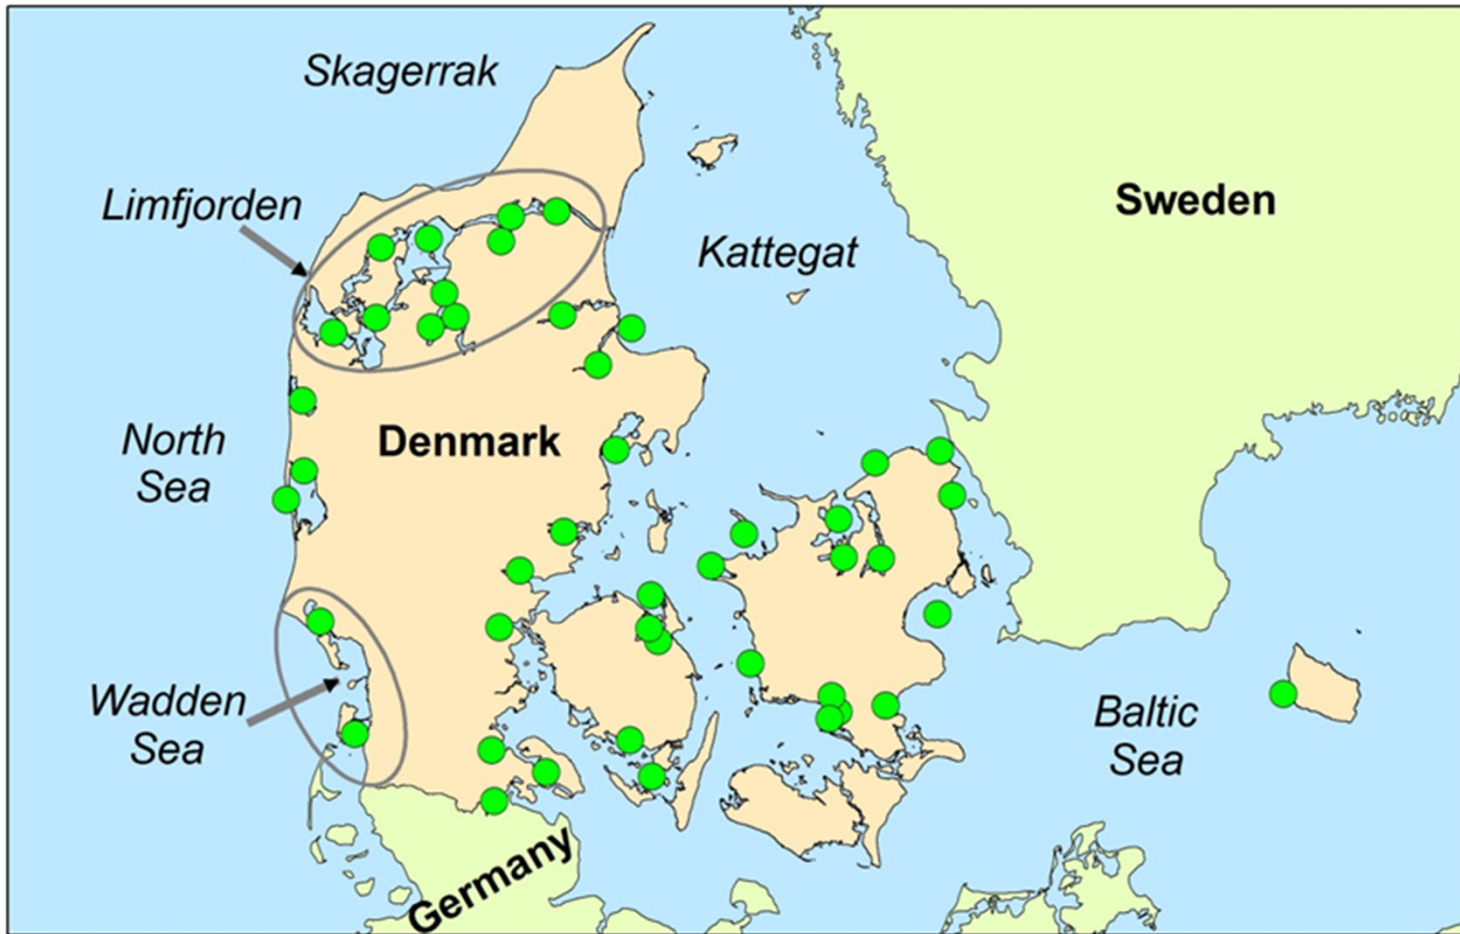 Skagerrak
Limfjorden
Sweden
Kattegat
North
Sea
Denmark
Wadden
Sea
Baltic
Sea
Germany